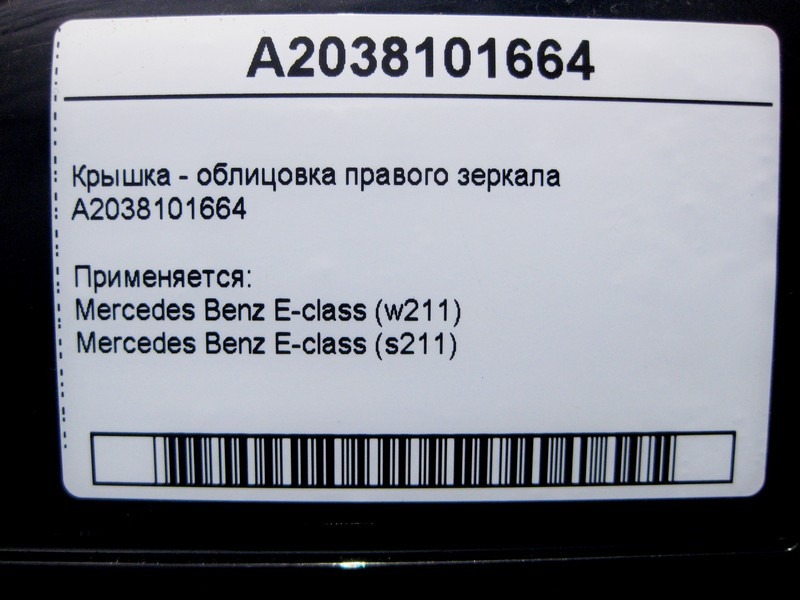 A2038101664
Крышка - облицовка правого зеркала
A2038101664
Применяется:
Mercedes Benz E-class (w211)
Mercedes Benz E-class (s211)